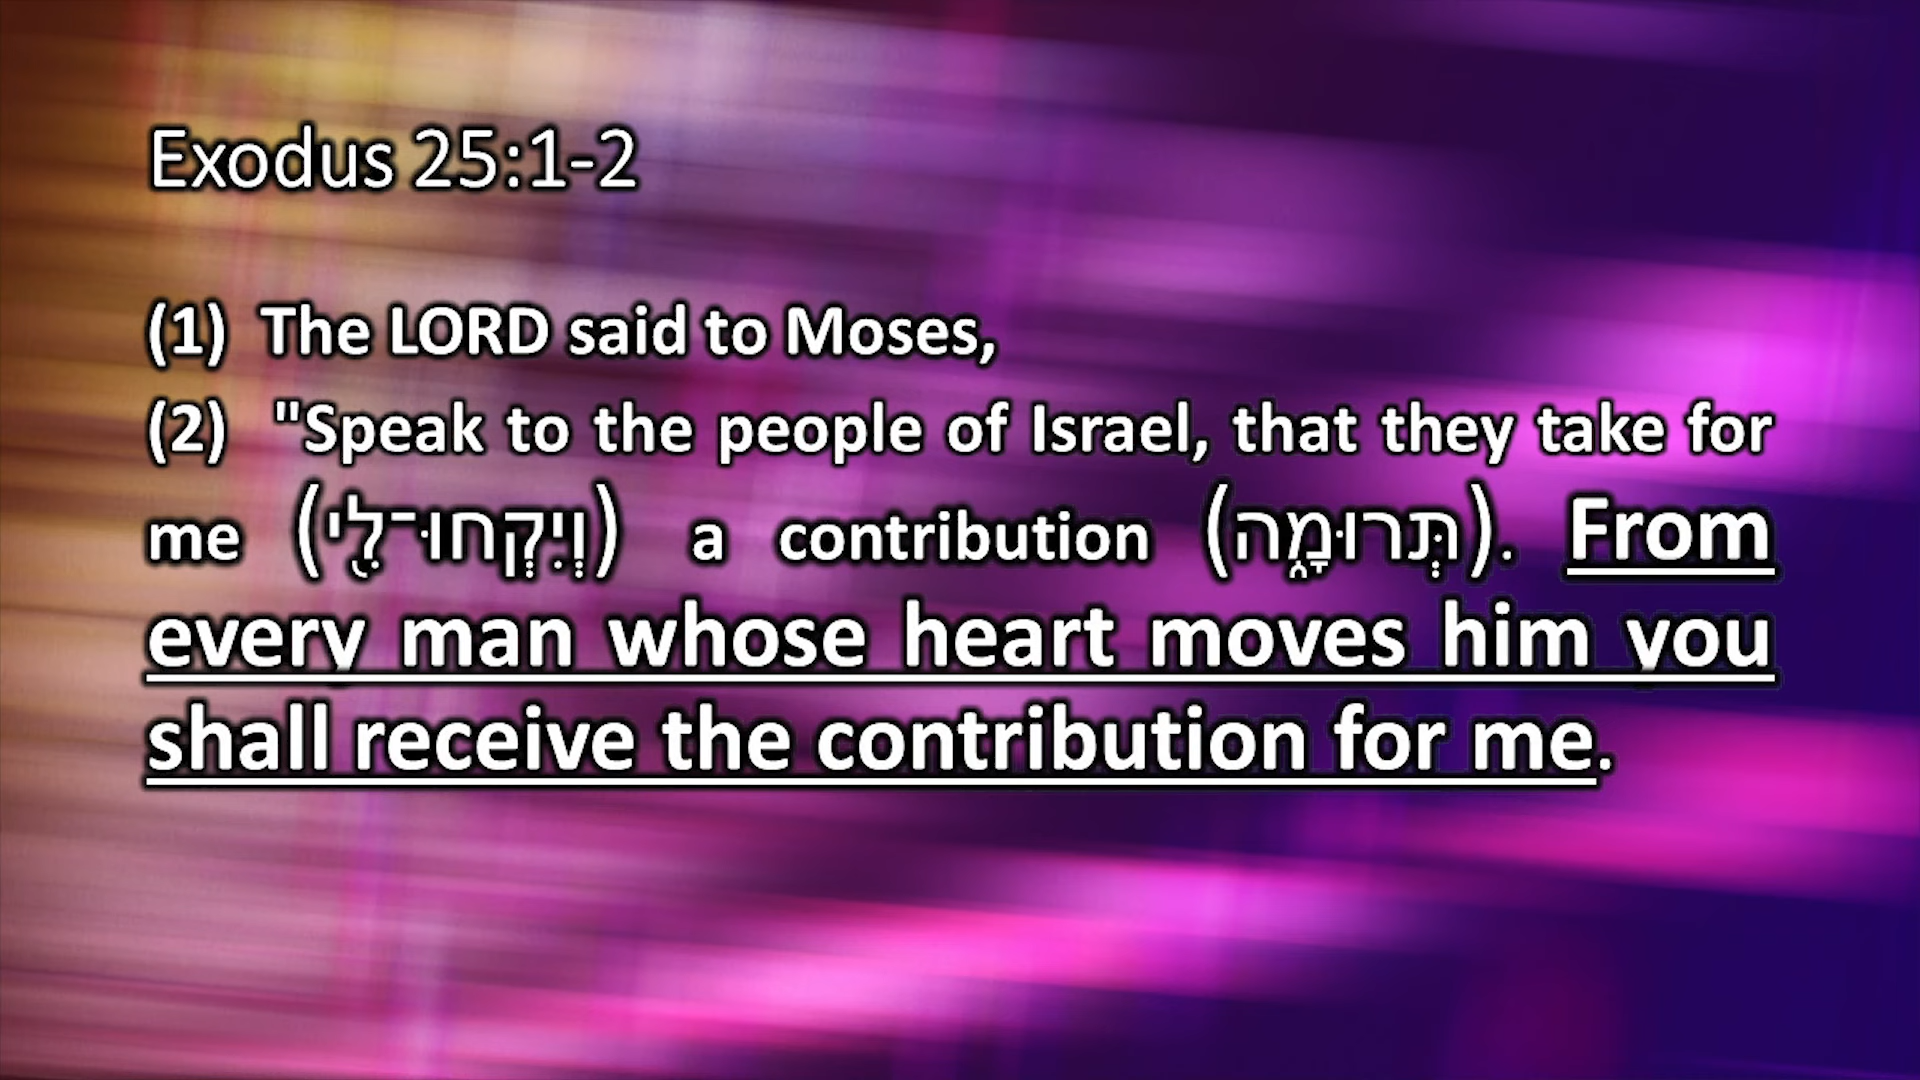 Exodus 25:1-2
(1) The LORD said to Moses,
(2) "Speak to the people of Israel, that they take for
me (וְיִקְחוּ־לִ֖י) a contribution (תְּרוּמָ֑ה). From
every man whose heart moves him you
shall receive the contribution for me.